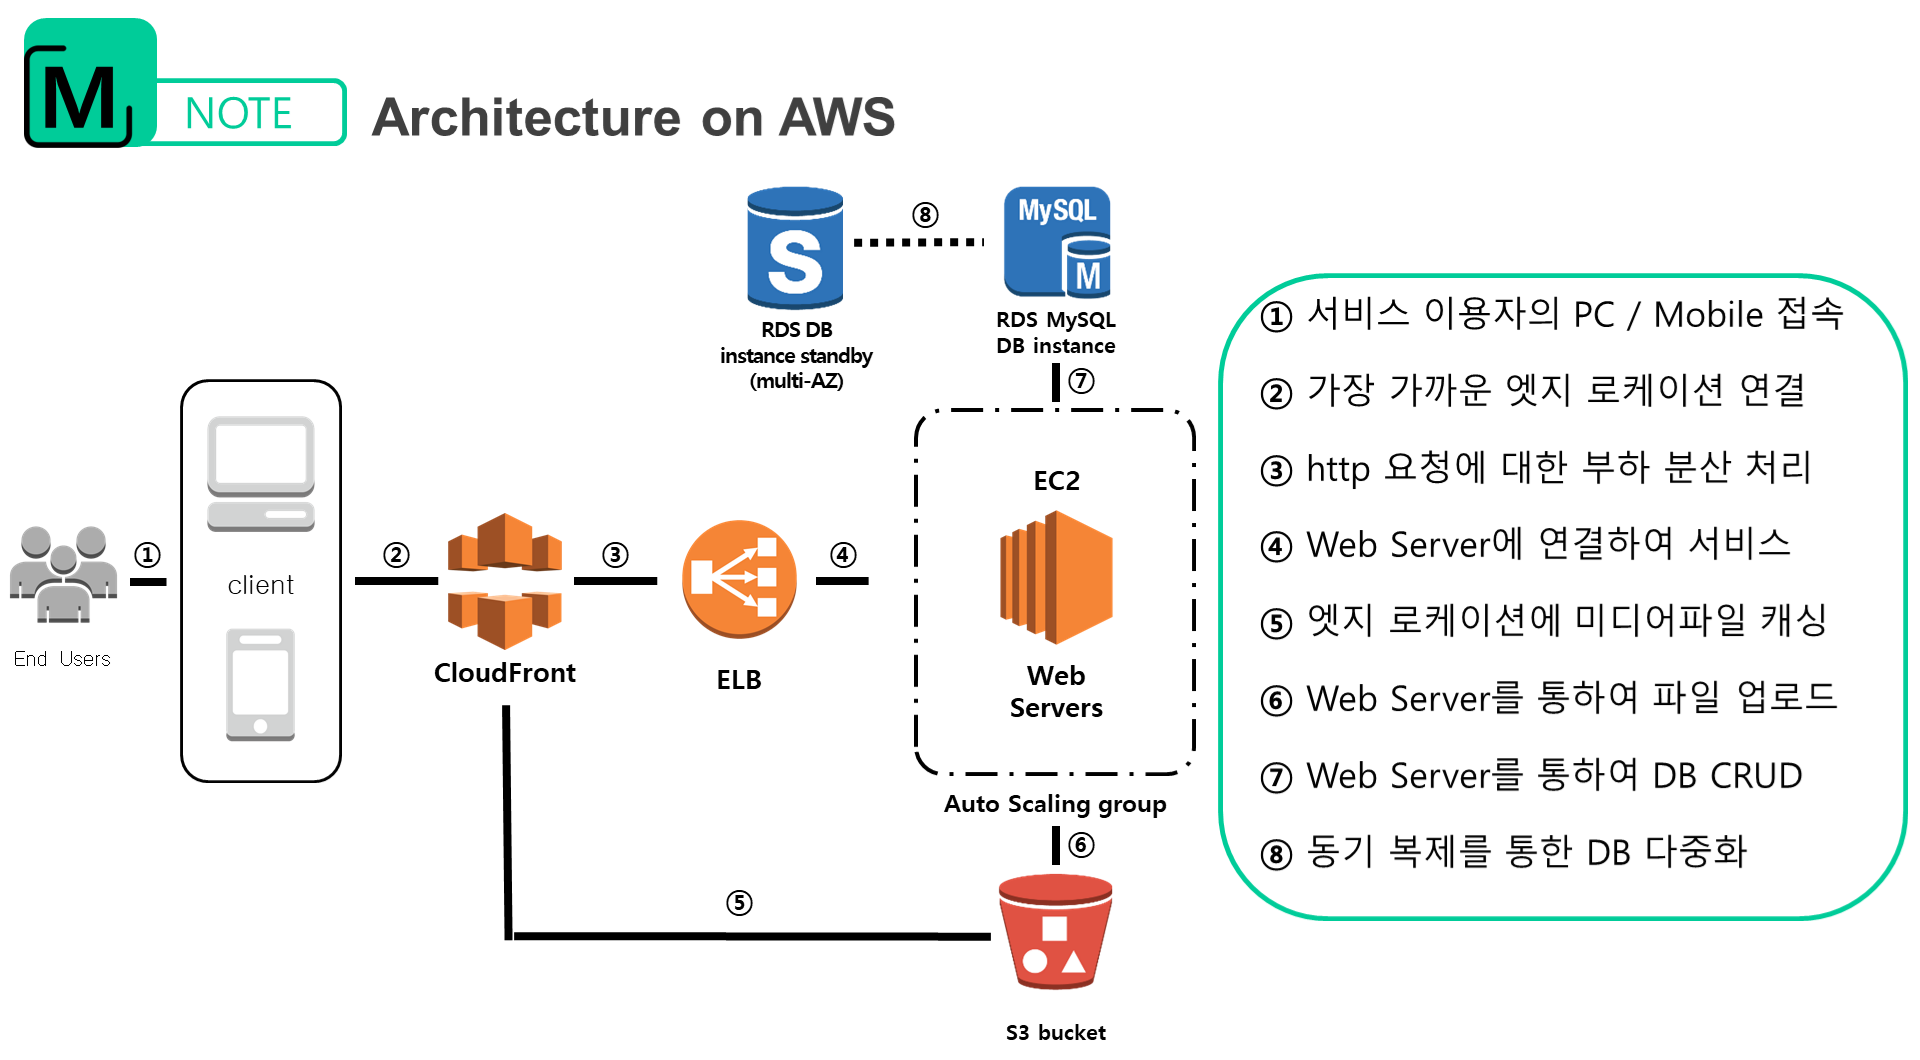 M
NOTE
Architecture on AWS
⑧
S
MySQL
M
RDS DB
instance standby
(multi-AZ)
RDS MySQL
DB instance
⑦
EC2
①
client
②
③
④
End Users
CloudFront
ELB
Web
Servers
Auto Scaling group
⑥
⑤
S3 bucket
① 서비스 이용자의 PC / Mobile 접속
② 가장 가까운 엣지 로케이션 연결
③ http 요청에 대한 부하 분산 처리
④ Web Server에 연결하여 서비스
⑤ 엣지 로케이션에 미디어파일 캐싱
⑥ Web Server를 통하여 파일 업로드
⑦ Web Server를 통하여 DB CRUD
⑧ 동기 복제를 통한 DB 다중화